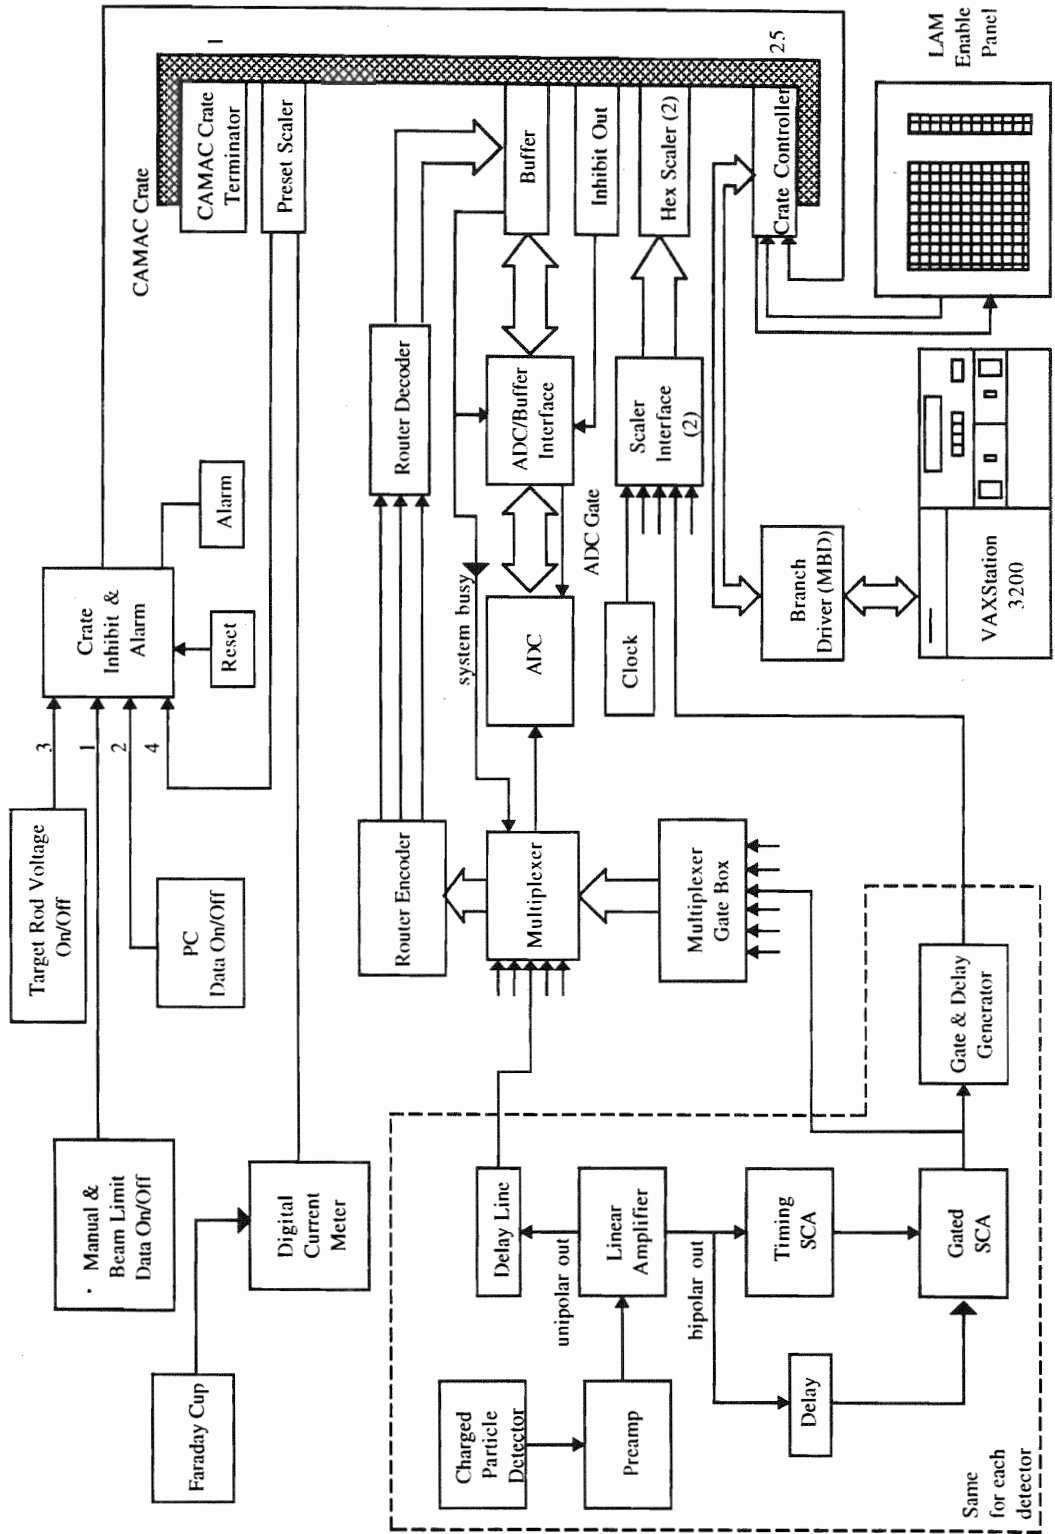 Faraday Cup
Manual &
Beam Limit
Data On/Off
Digital
Current
Meter
Target Rod Voltage
On/Off
PC
Data On/Off
3
1
2
4
Crate
Inhibit &
Alarm
Reset
Alarm
CAMAC Crate
1
25
CAMAC Crate
Terminator
Preset Scaler
Buffer
Inhibit Out
Hex Scaler (2)
Crate Controller
LAM
Enable
Panel
Router Encoder
Router Decoder
system busy
Multiplexer
ADC
ADC/Buffer
Interface
ADC Gate
Multiplexer
Gate Box
Clock
Scaler
Interface
(2)
Branch
Driver (MBD)
VAXStation
3200
Charged
Particle
Detector
Preamp
Delay Line
unipolar out
Linear
Amplifier
bipolar out
Timing
SCA
Delay
Gated
SCA
Gate & Delay
Generator
Same
for each
detector